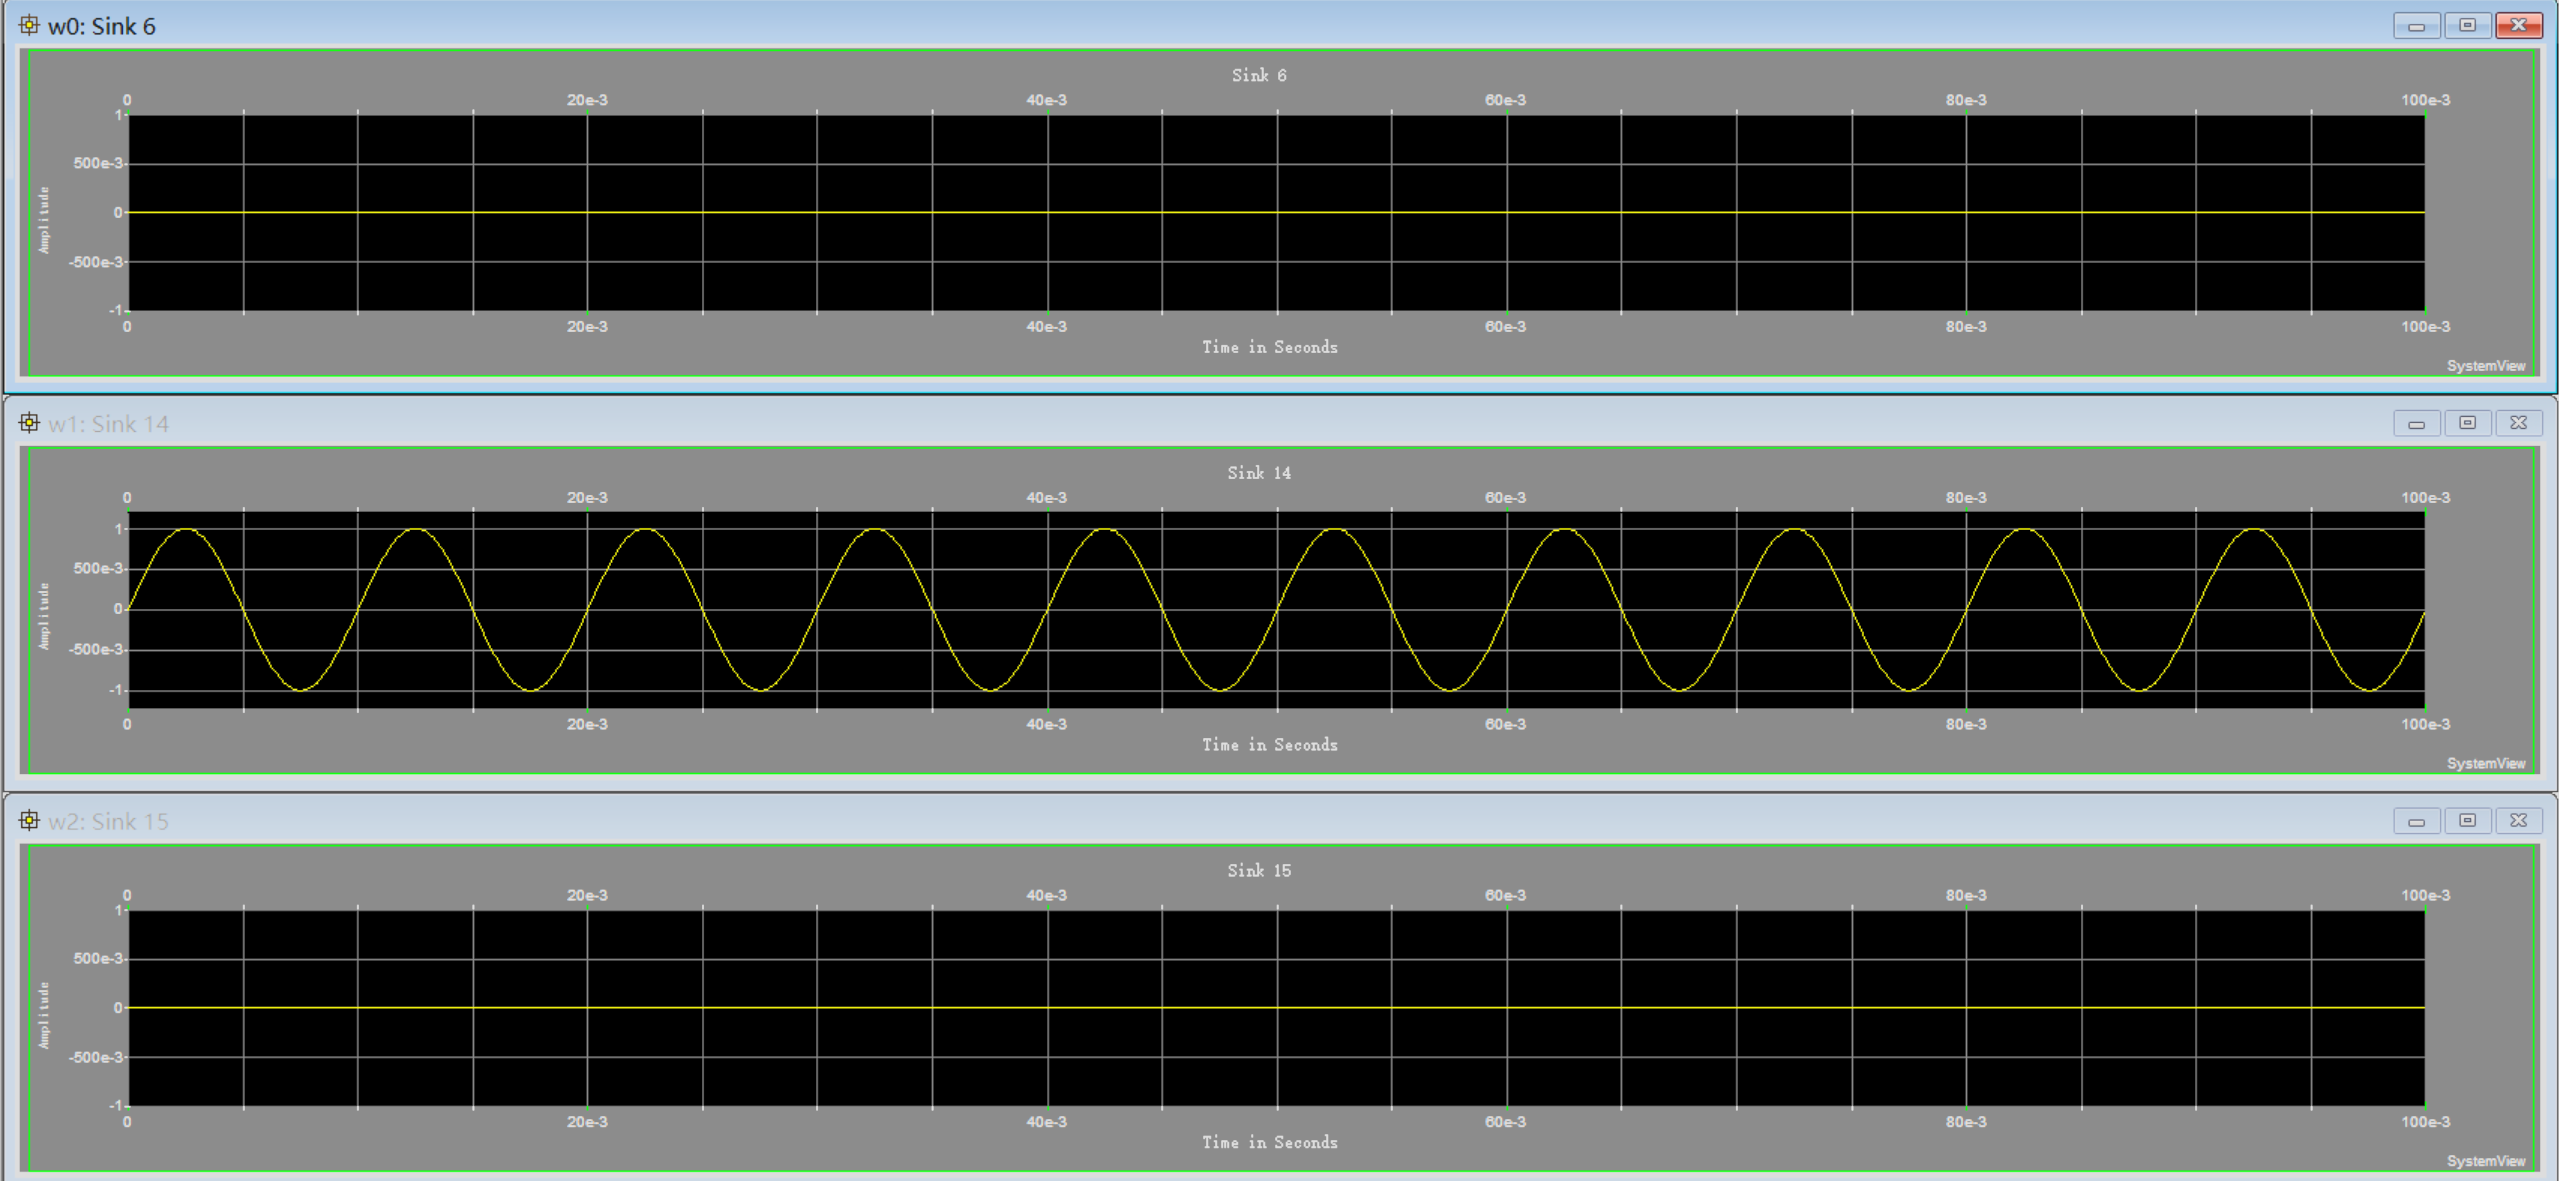 w0: Sink 6
Sink 6
0 20e-3 40e-3 60e-3 80e-3 100e-3
1
500e-3
0
-500e-3
-1
Amplitude
0 20e-3 40e-3 60e-3 80e-3 100e-3
Time in Seconds
SystemView
w1: Sink 14
Sink 14
0 20e-3 40e-3 60e-3 80e-3 100e-3
1
500e-3
0
-500e-3
-1
Amplitude
0 20e-3 40e-3 60e-3 80e-3 100e-3
Time in Seconds
SystemView
w2: Sink 15
Sink 15
0 20e-3 40e-3 60e-3 80e-3 100e-3
1
500e-3
0
-500e-3
-1
Amplitude
0 20e-3 40e-3 60e-3 80e-3 100e-3
Time in Seconds
SystemView